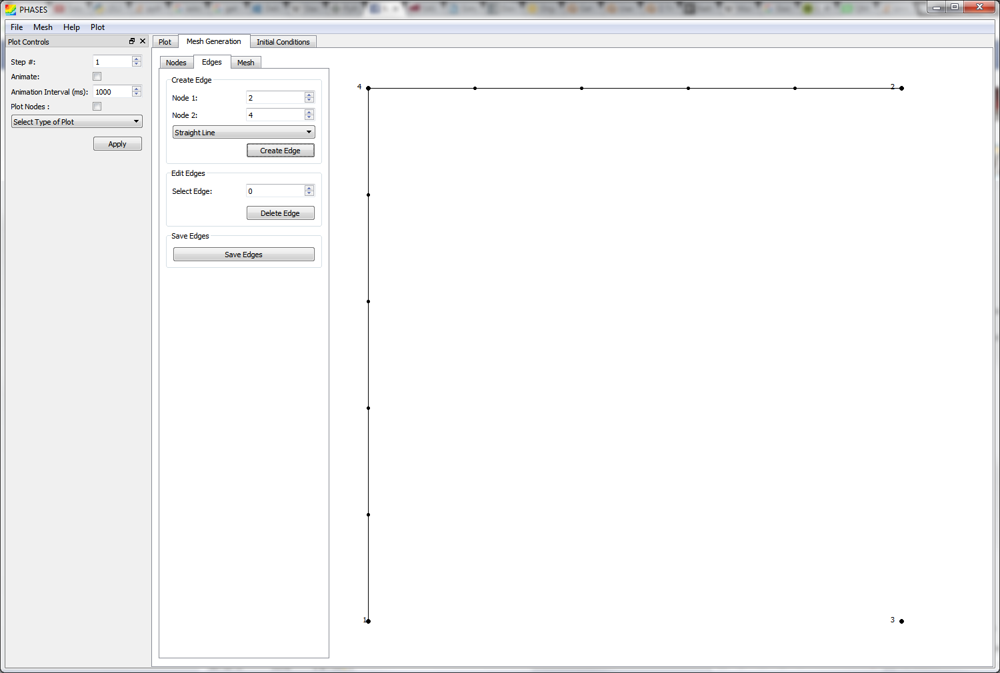 PHASES
File Mesh Help Plot
Plot Controls
Step #: 1
Animate:
Animation Interval (ms): 1000
Plot Nodes :
Select Type of Plot
Apply
Plot Mesh Generation Initial Conditions
Nodes Edges Mesh
Create Edge
Node 1: 2
Node 2: 4
Straight Line
Create Edge
Edit Edges
Select Edge: 0
Delete Edge
Save Edges
Save Edges
4 2
1 3